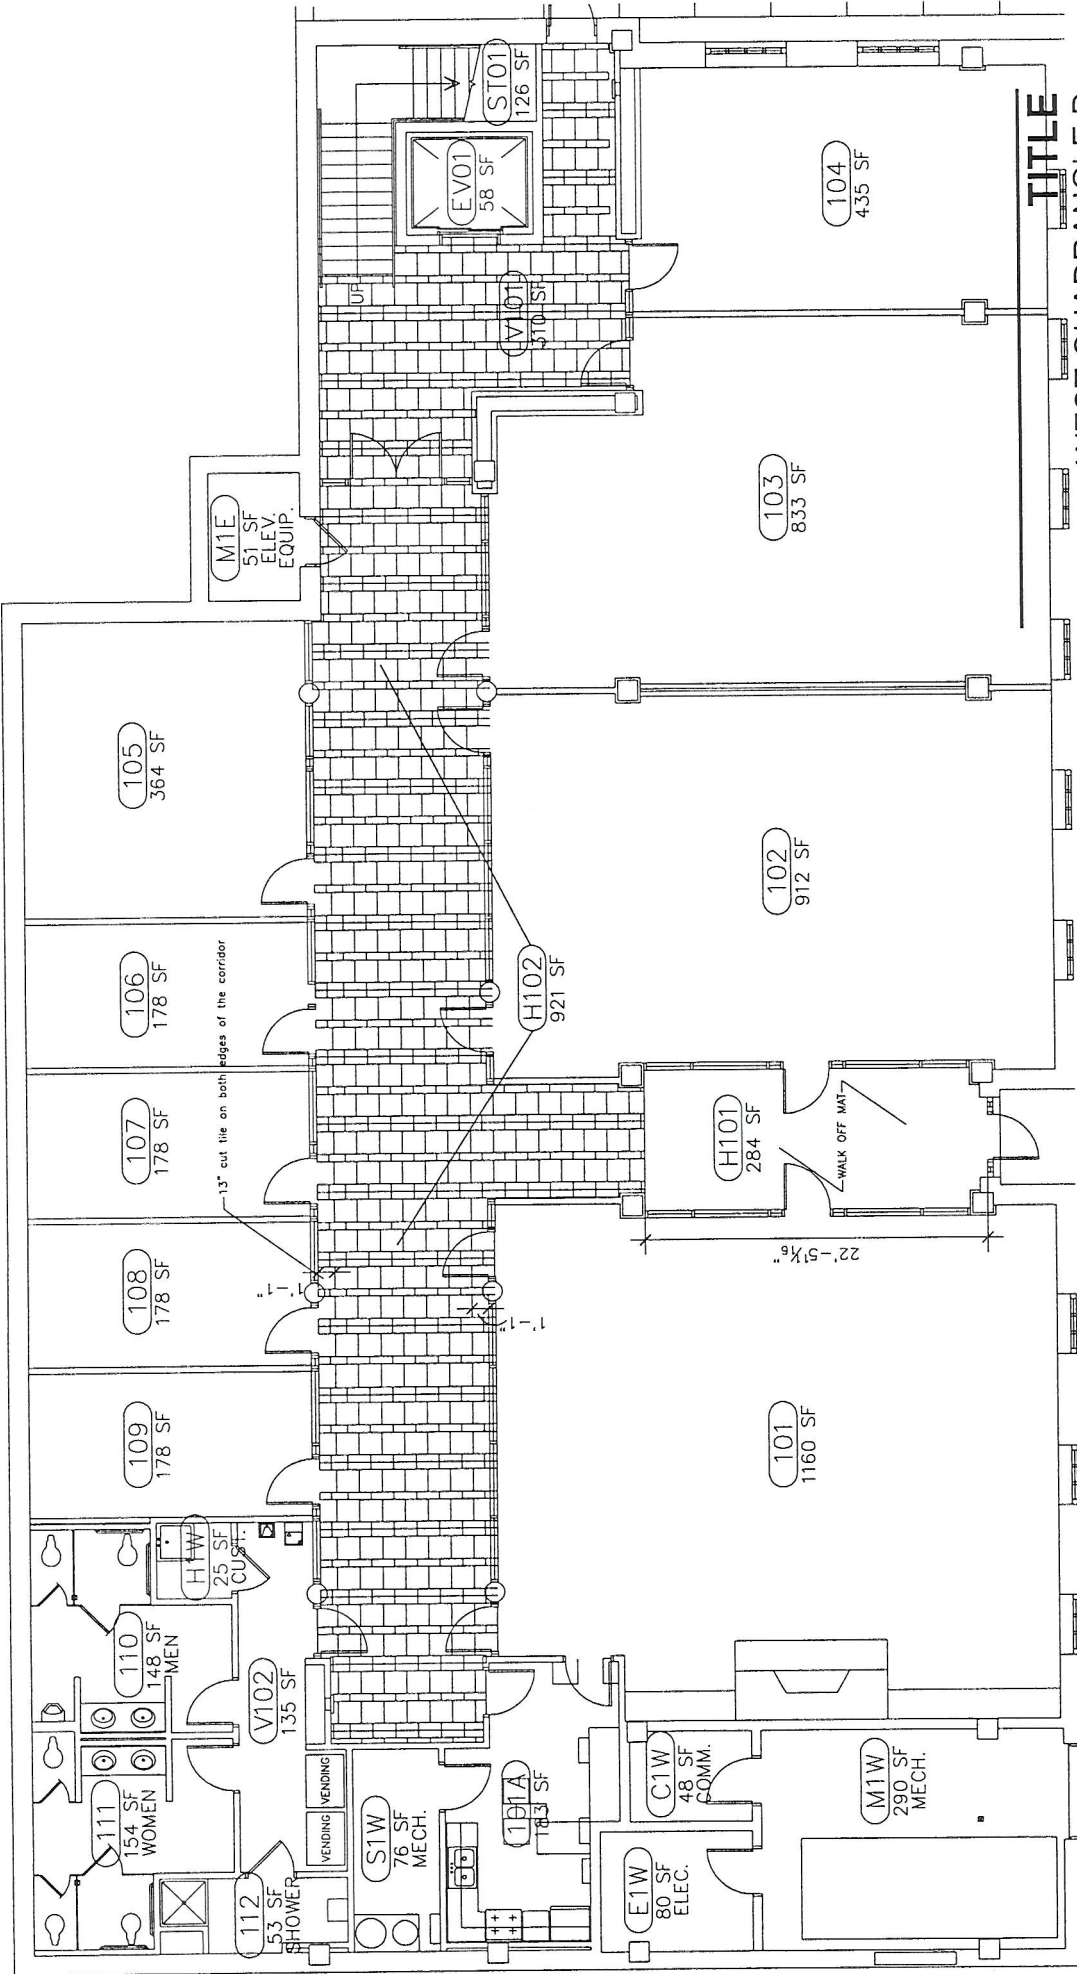 111
154 SF
WOMEN
110
148 SF
MEN
H1W
25 SF
CUST.
109
178 SF
108
178 SF
107
178 SF
106
178 SF
105
364 SF
M1E
51 SF
ELEV.
EQUIP.
UP
ST01
126 SF
EV01
58 SF
V101
310 SF
13" cut tile on both edges of the corridor
1'-1"
1'-1"
112
53 SF
SHOWER
V102
135 SF
VENDING
VENDING
S1W
76 SF
MECH.
101A
183 SF
H102
921 SF
E1W
80 SF
ELEC.
C1W
48 SF
COMM.
M1W
290 SF
MECH.
101
1160 SF
22'-5 1/16"
H101
284 SF
WALK OFF MAT
102
912 SF
103
833 SF
104
435 SF
TITLE